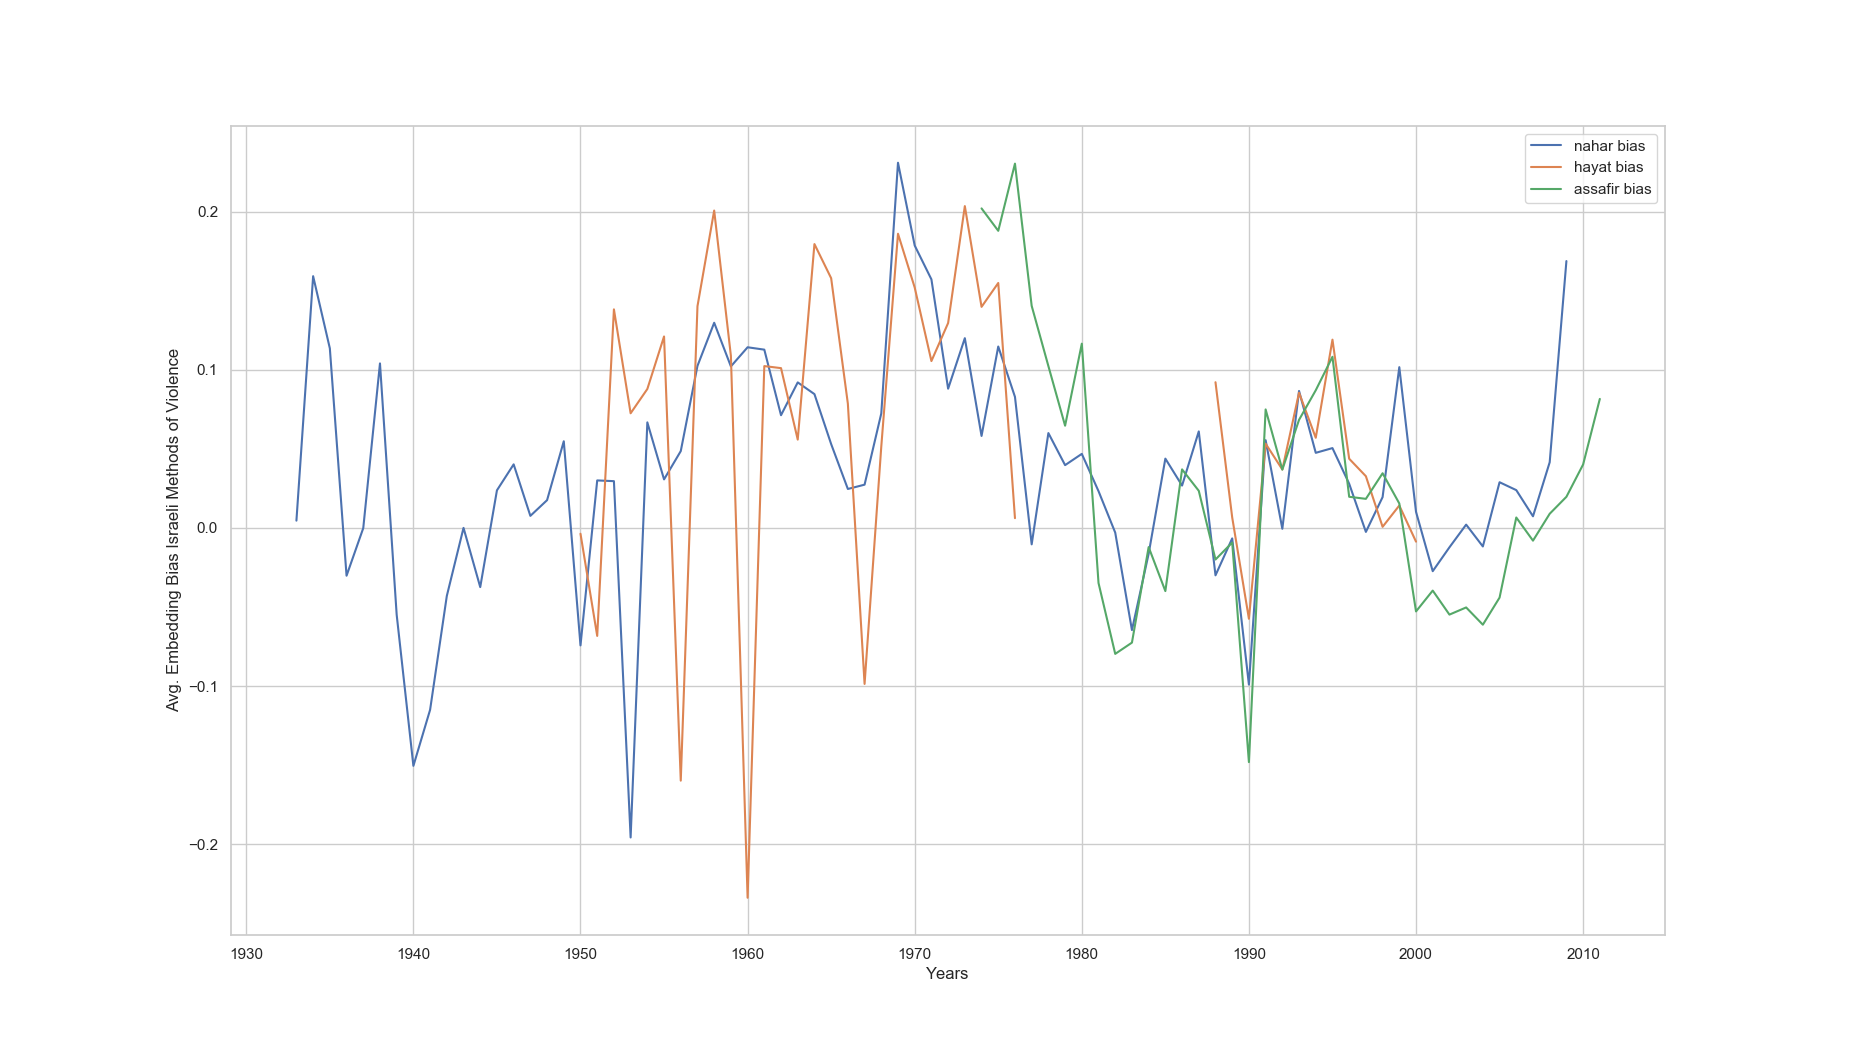 nahar bias
hayat bias
assafir bias
Avg. Embedding Bias Israeli Methods of Violence
0.2
0.1
0.0
−0.1
−0.2
1930 1940 1950 1960 1970 1980 1990 2000 2010
Years